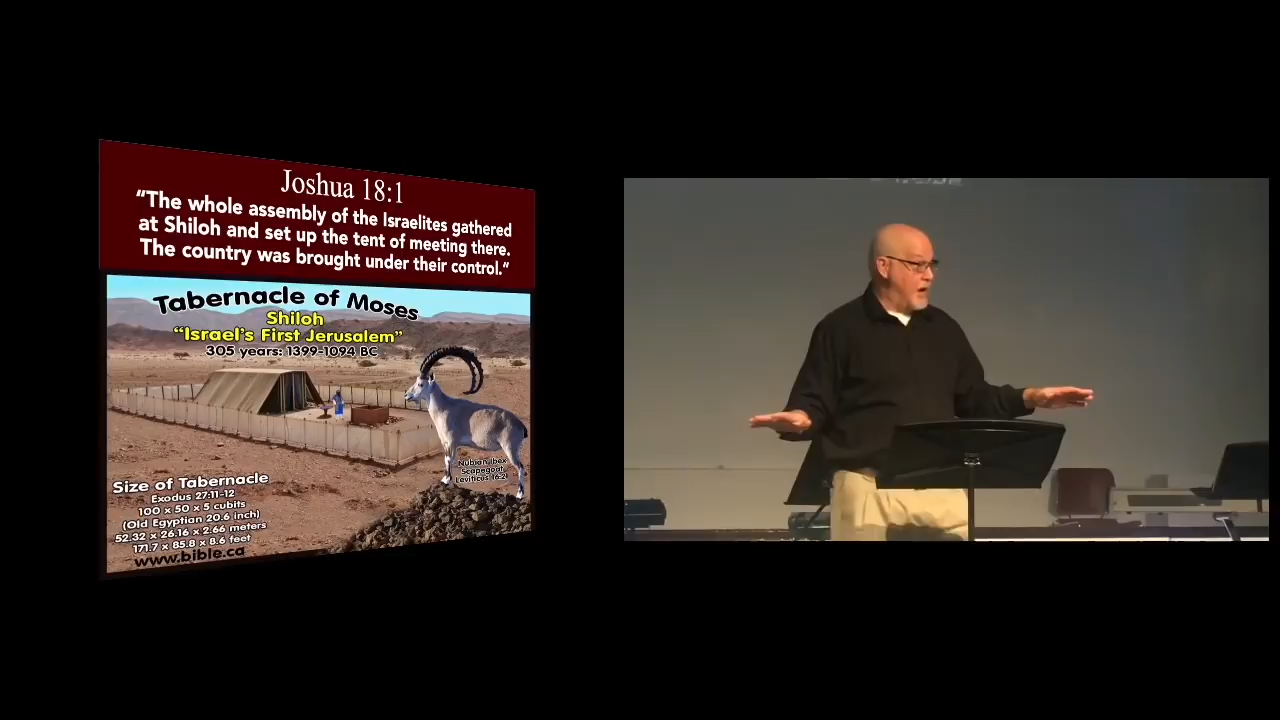 Joshua 18:1
“The whole assembly of the Israelites gathered
at Shiloh and set up the tent of meeting there.
The country was brought under their control.”
Tabernacle of Moses
Shiloh
“Israel's First Jerusalem”
305 years: 1399-1094 BC
Nubian Ibex
Scapegoat
Leviticus
Size of Tabernacle
Exodus 27:11-12
100 x 50 x 5 cubits
(Old Egyptian 20.6 inch)
52.32 x 26.16 x 2.66 meters
171.7 x 85.8 x 8.6 feet
www.bible.ca